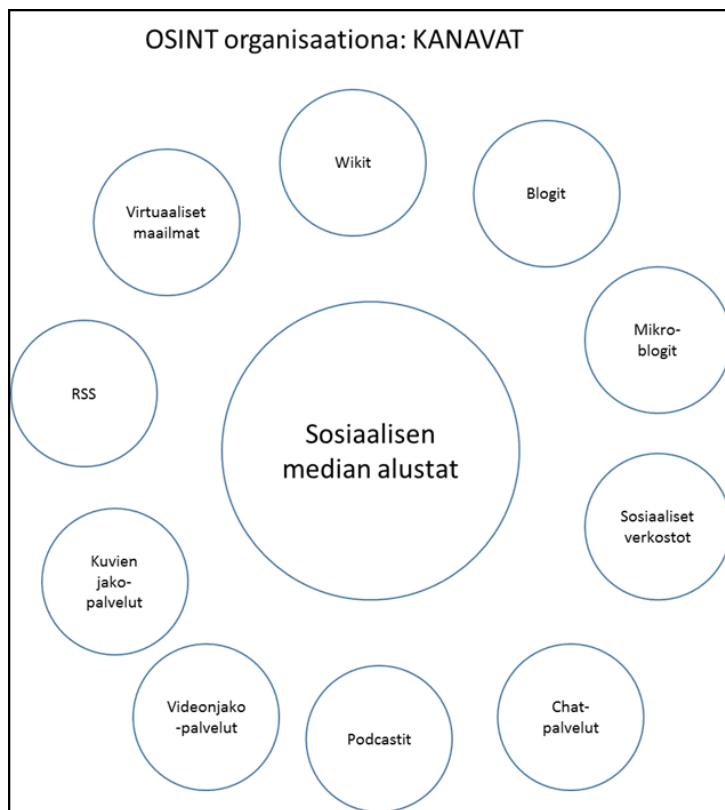 OSINT organisaationa: KANAVAT
Wikit
Blogit
Virtuaaliset
maailmat
Mikro-
blogit
RSS
Sosiaalisen
median alustat
Sosiaaliset
verkostot
Kuvien
jako-
palvelut
Videonjako
-palvelut
Podcastit
Chat-
palvelut